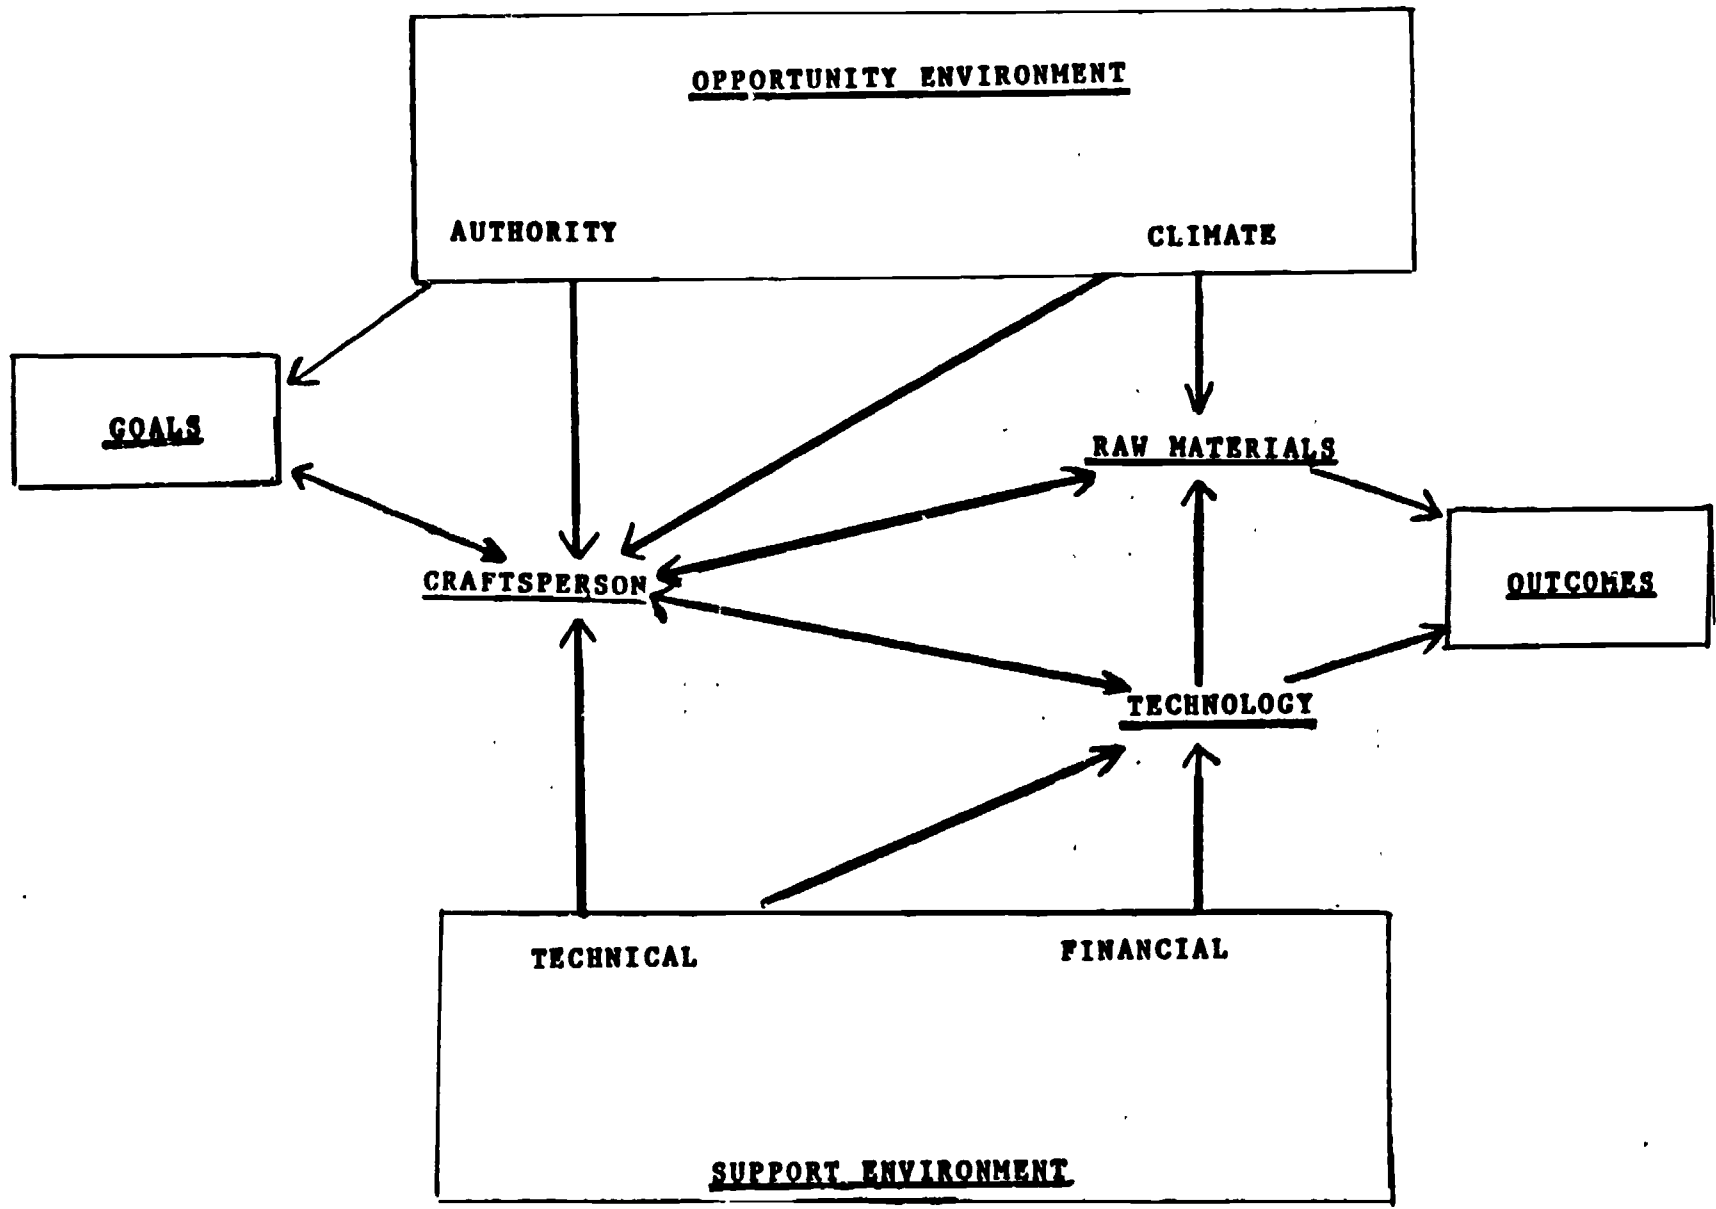 OPPORTUNITY ENVIRONMENT
AUTHORITY
CLIMATE
GOALS
RAW MATERIALS
CRAFTSPERSON
OUTCOMES
TECHNOLOGY
TECHNICAL
FINANCIAL
SUPPORT ENVIRONMENT